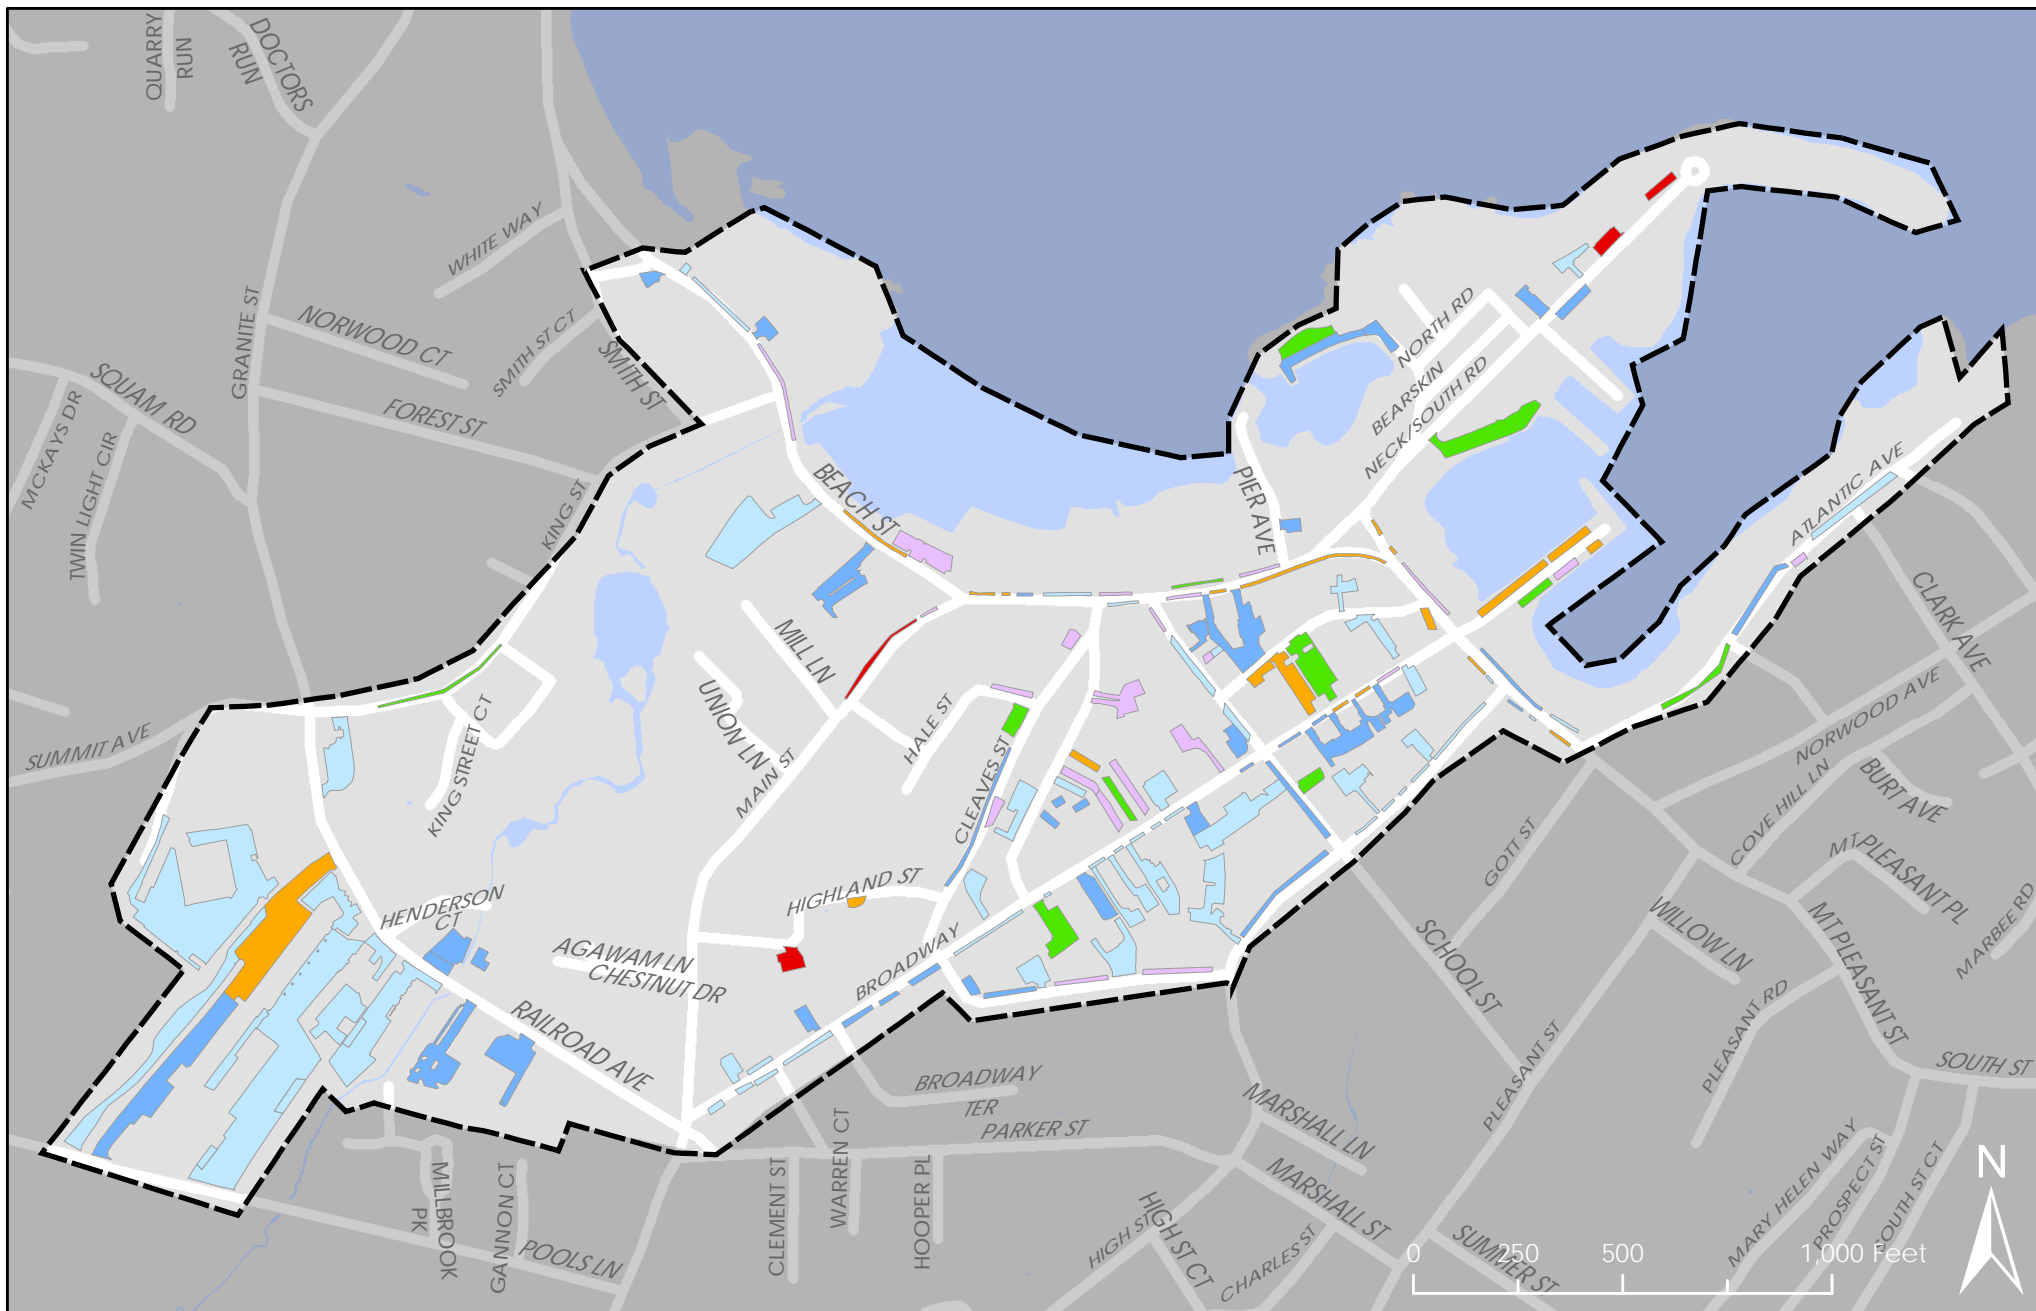 QUARRY
RUN
DOCTORS
RUN
WHITE WAY
GRANITE ST
NORWOOD CT
SMITH ST CT
SMITH ST
SQUAM RD
FOREST ST
MCKAYS DR
TWIN LIGHT CIR
KING ST
BEACH ST
NORTH RD
BEARSKIN
NECK/SOUTH RD
PIER AVE
ATLANTIC AVE
CLARK AVE
MILL LN
UNION LN
MAIN ST
HALE ST
CLEAVES ST
KING STREET CT
SUMMIT AVE
NORWOOD AVE
COVE HILL LN
BURT AVE
MT PLEASANT PL
GOTT ST
HENDERSON
CT
HIGHLAND ST
AGAWAM LN
CHESTNUT DR
BROADWAY
RAILROAD AVE
SCHOOL ST
WILLOW LN
MT PLEASANT ST
MARBEE RD
PLEASANT RD
PLEASANT ST
SOUTH ST
BROADWAY
TER
PARKER ST
MARSHALL LN
MARSHALL ST
WARREN CT
CLEMENT ST
HOOPER PL
MILLBROOK
PK
GANNON CT
POOLS LN
HIGH ST
HIGH ST CT
CHARLES ST
SUMMER ST
MARY HELEN WAY
PROSPECT ST
SOUTH ST CT
N
0 250 500 1,000 Feet